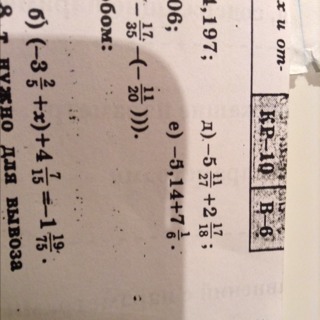 х и от-
КР–10 В–6
4,197; д) −5 11/27 + 2 17/18;
06; е) −5,14+7 1/6.
бом:
− 17/35 −(− 11/20 ))).
б) (−3 2/5 +x)+4 7/15 =−1 19/75.
т нужно для вывоза